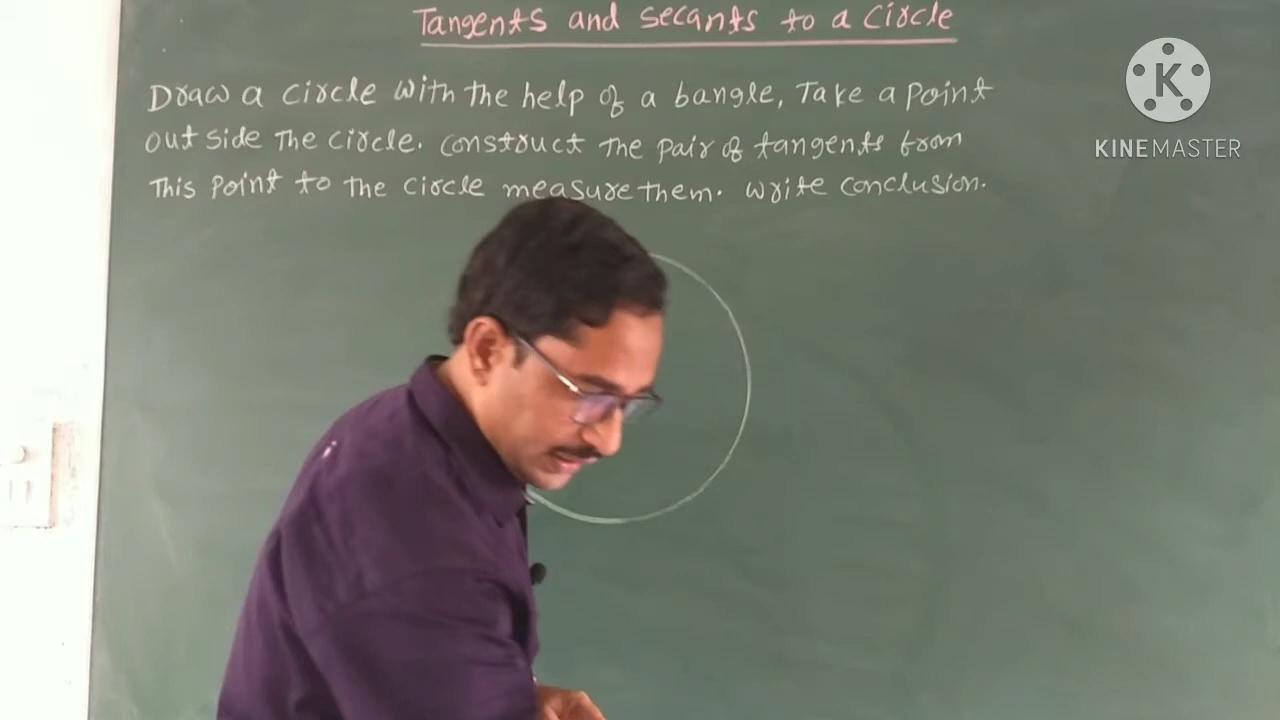 Tangents and secants to a circle
Draw a circle with the help of a bangle, Take a point
out side The circle. construct the pair of tangents from
This point to the circle measure them. write conclusion.
K
KINEMASTER